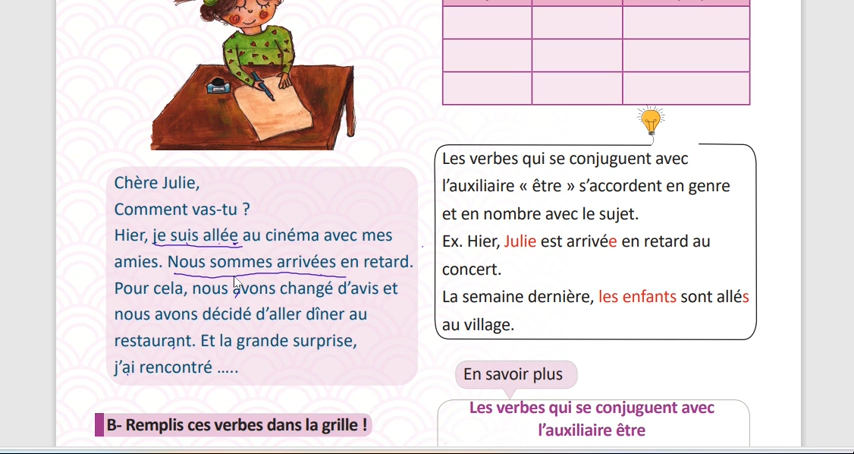 Chère Julie,
Comment vas-tu ?
Hier, je suis allée au cinéma avec mes
amies. Nous sommes arrivées en retard.
Pour cela, nous avons changé d’avis et
nous avons décidé d’aller dîner au
restaurant. Et la grande surprise,
j’ai rencontré .....
B- Remplis ces verbes dans la grille !
Les verbes qui se conjuguent avec
l’auxiliaire « être » s’accordent en genre
et en nombre avec le sujet.
Ex. Hier, Julie est arrivée en retard au
concert.
La semaine dernière, les enfants sont allés
au village.
En savoir plus
Les verbes qui se conjuguent avec
l’auxiliaire être